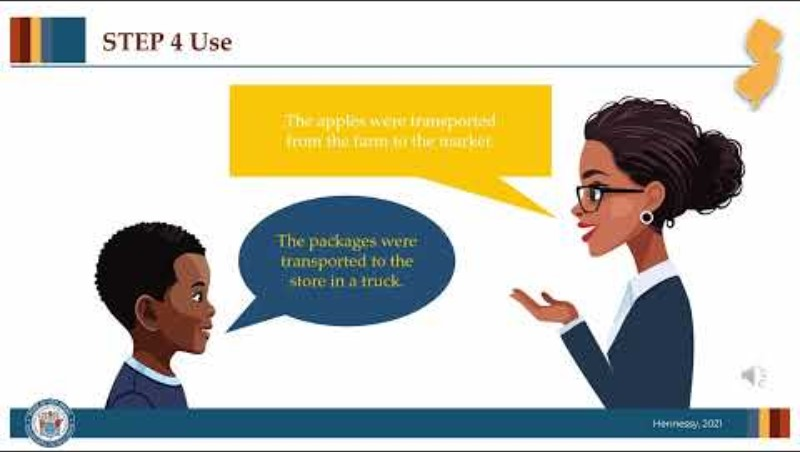 STEP 4 Use
The apples were transported
from the farm to the market.
The packages were
transported to the
store in a truck.
Hennessy, 2021